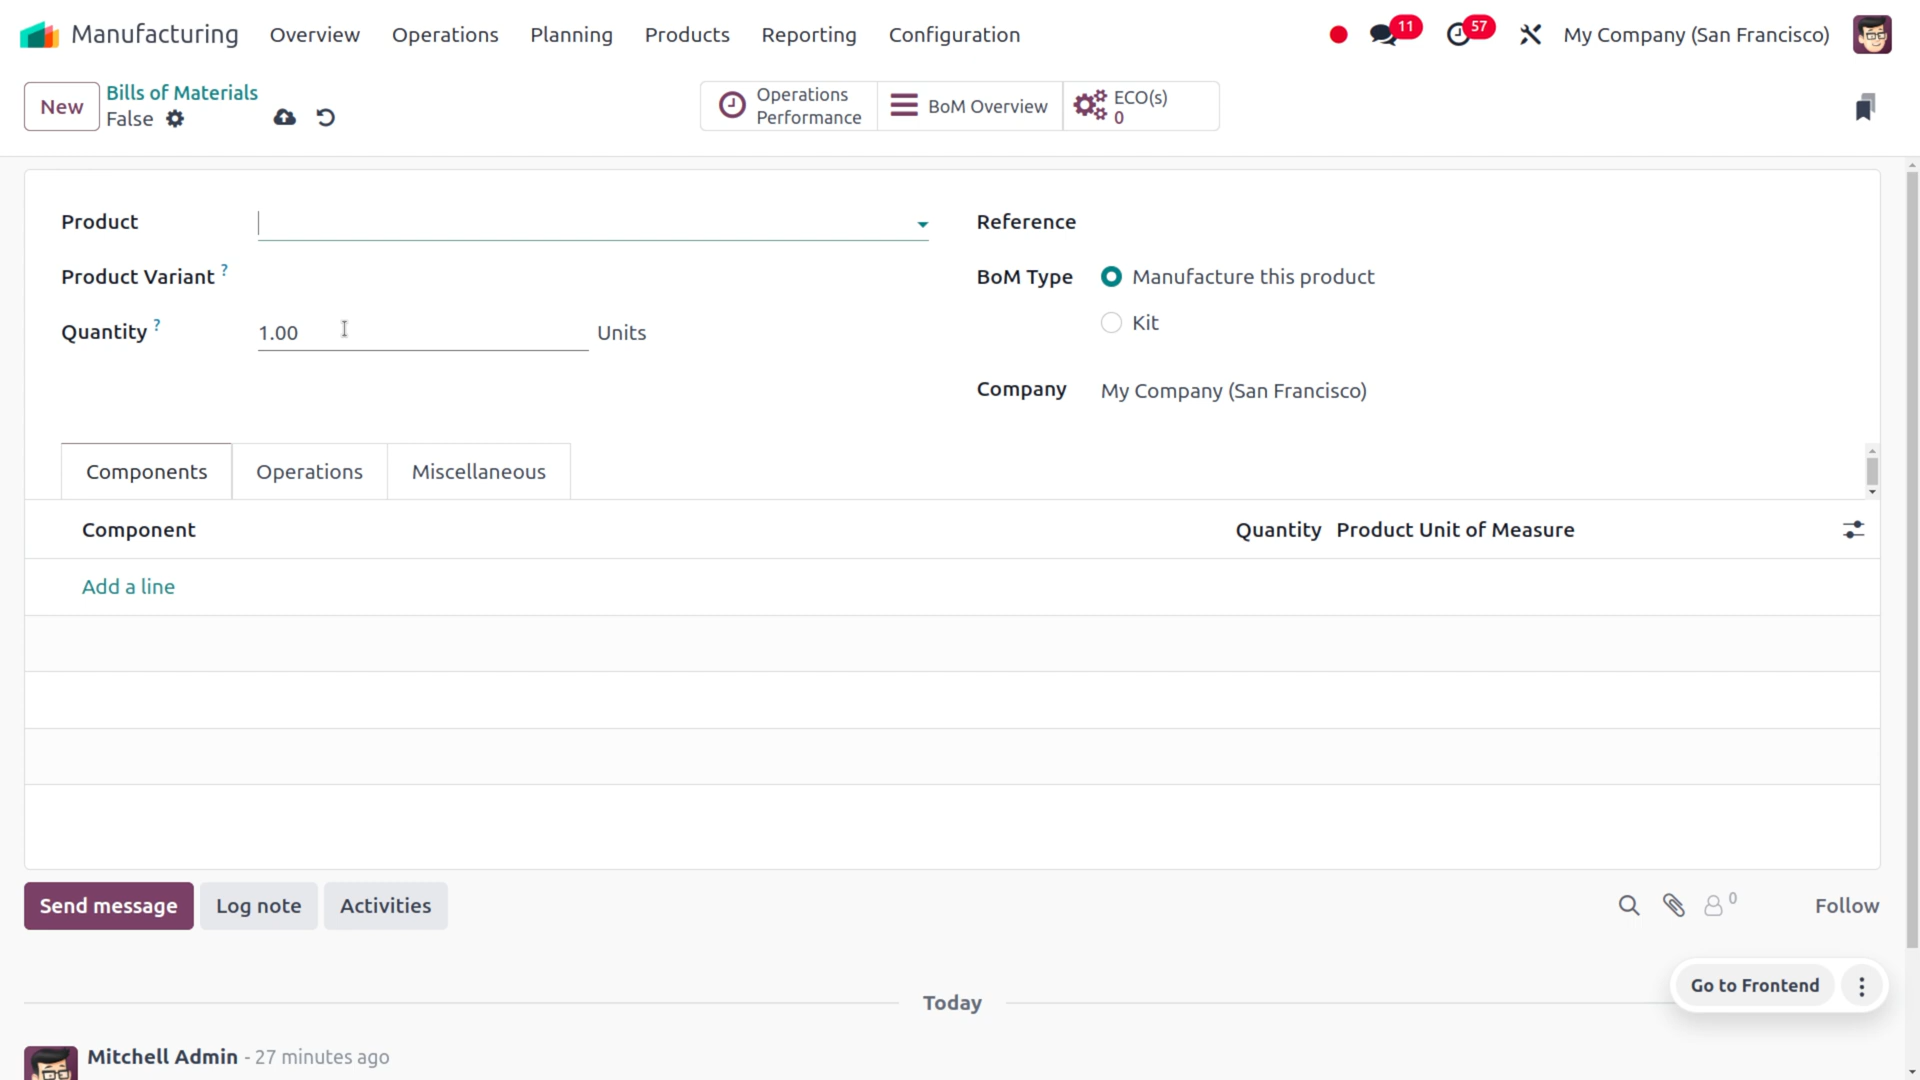 Manufacturing Overview Operations Planning Products Reporting Configuration 11 57 My Company (San Francisco)
New Bills of Materials
False
Operations Performance
BoM Overview
ECO(s)
0
Product
Reference
Product Variant ?
BoM Type Manufacture this product
Kit
Quantity ? 1.00 Units
Company My Company (San Francisco)
Components Operations Miscellaneous
Component Quantity Product Unit of Measure
Add a line
Send message Log note Activities 0 Follow
Go to Frontend
Today
Mitchell Admin - 27 minutes ago